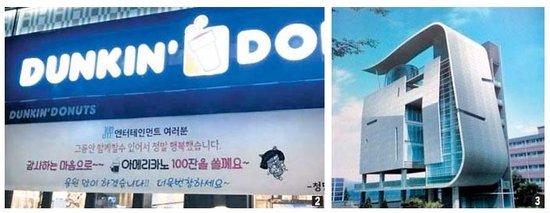 DUNKIN' DO
DUNKIN' DONUTS
JYP 엔터테인먼트 여러분
그동안 함께할수 있어서 정말 행복했습니다.
감사하는 마음으로~~ 아메리카노 100잔을 쏠께요~
응원 많이 하겠습니다!! 더욱번창하세요~
2
3